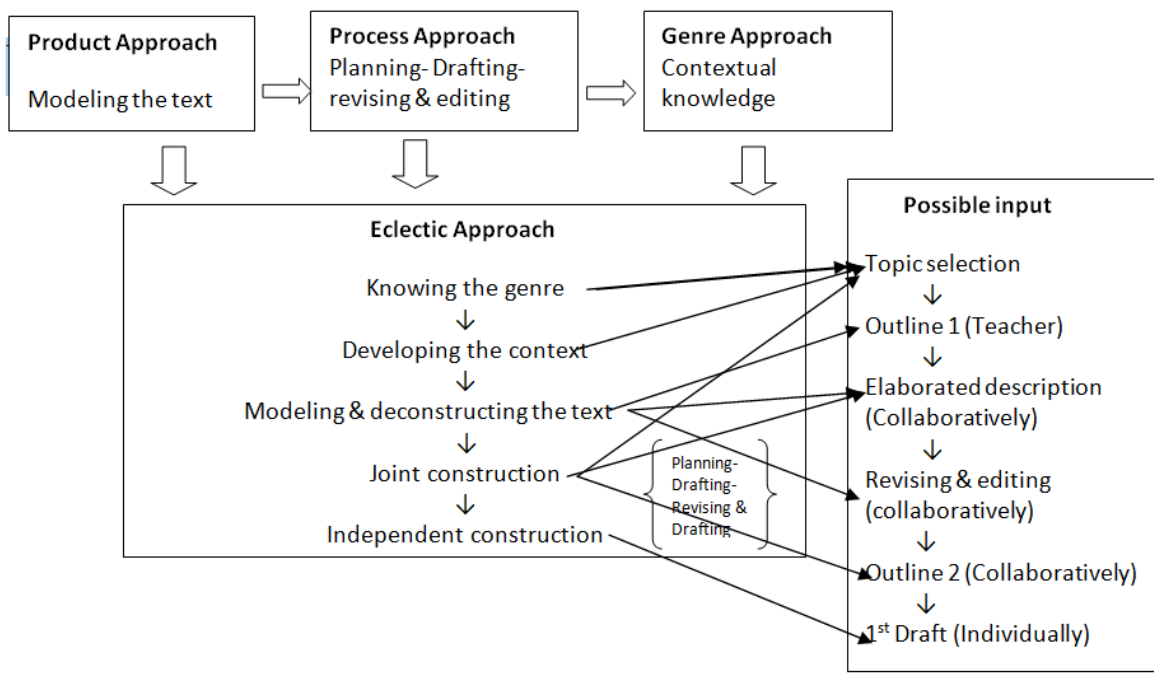 Product Approach
Modeling the text
Process Approach
Planning- Drafting-
revising & editing
Genre Approach
Contextual
knowledge
Eclectic Approach
Knowing the genre
↓
Developing the context
↓
Modeling & deconstructing the text
↓
Joint construction
↓
Independent construction
Planning-
Drafting-
Revising &
Drafting
Possible input
Topic selection
↓
Outline 1 (Teacher)
↓
Elaborated description
(Collaboratively)
↓
Revising & editing
(collaboratively)
↓
Outline 2 (Collaboratively)
↓
1st Draft (Individually)